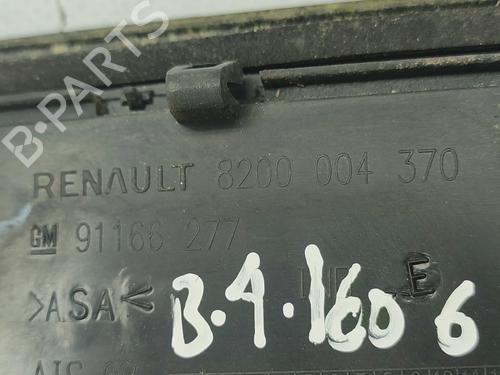 B-PARTS
RENAULT 8200 004 370
GM 91166 277
>ASA<
E
B.4.160 6